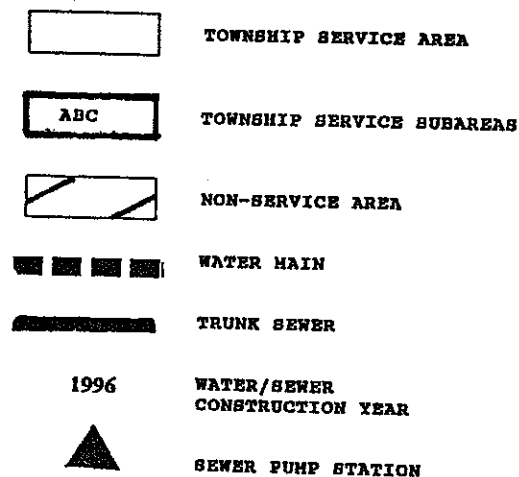 TOWNSHIP SERVICE AREA
ABC
TOWNSHIP SERVICE SUBAREAS
NON-SERVICE AREA
WATER MAIN
TRUNK SEWER
1996
WATER/SEWER
CONSTRUCTION YEAR
SEWER PUMP STATION